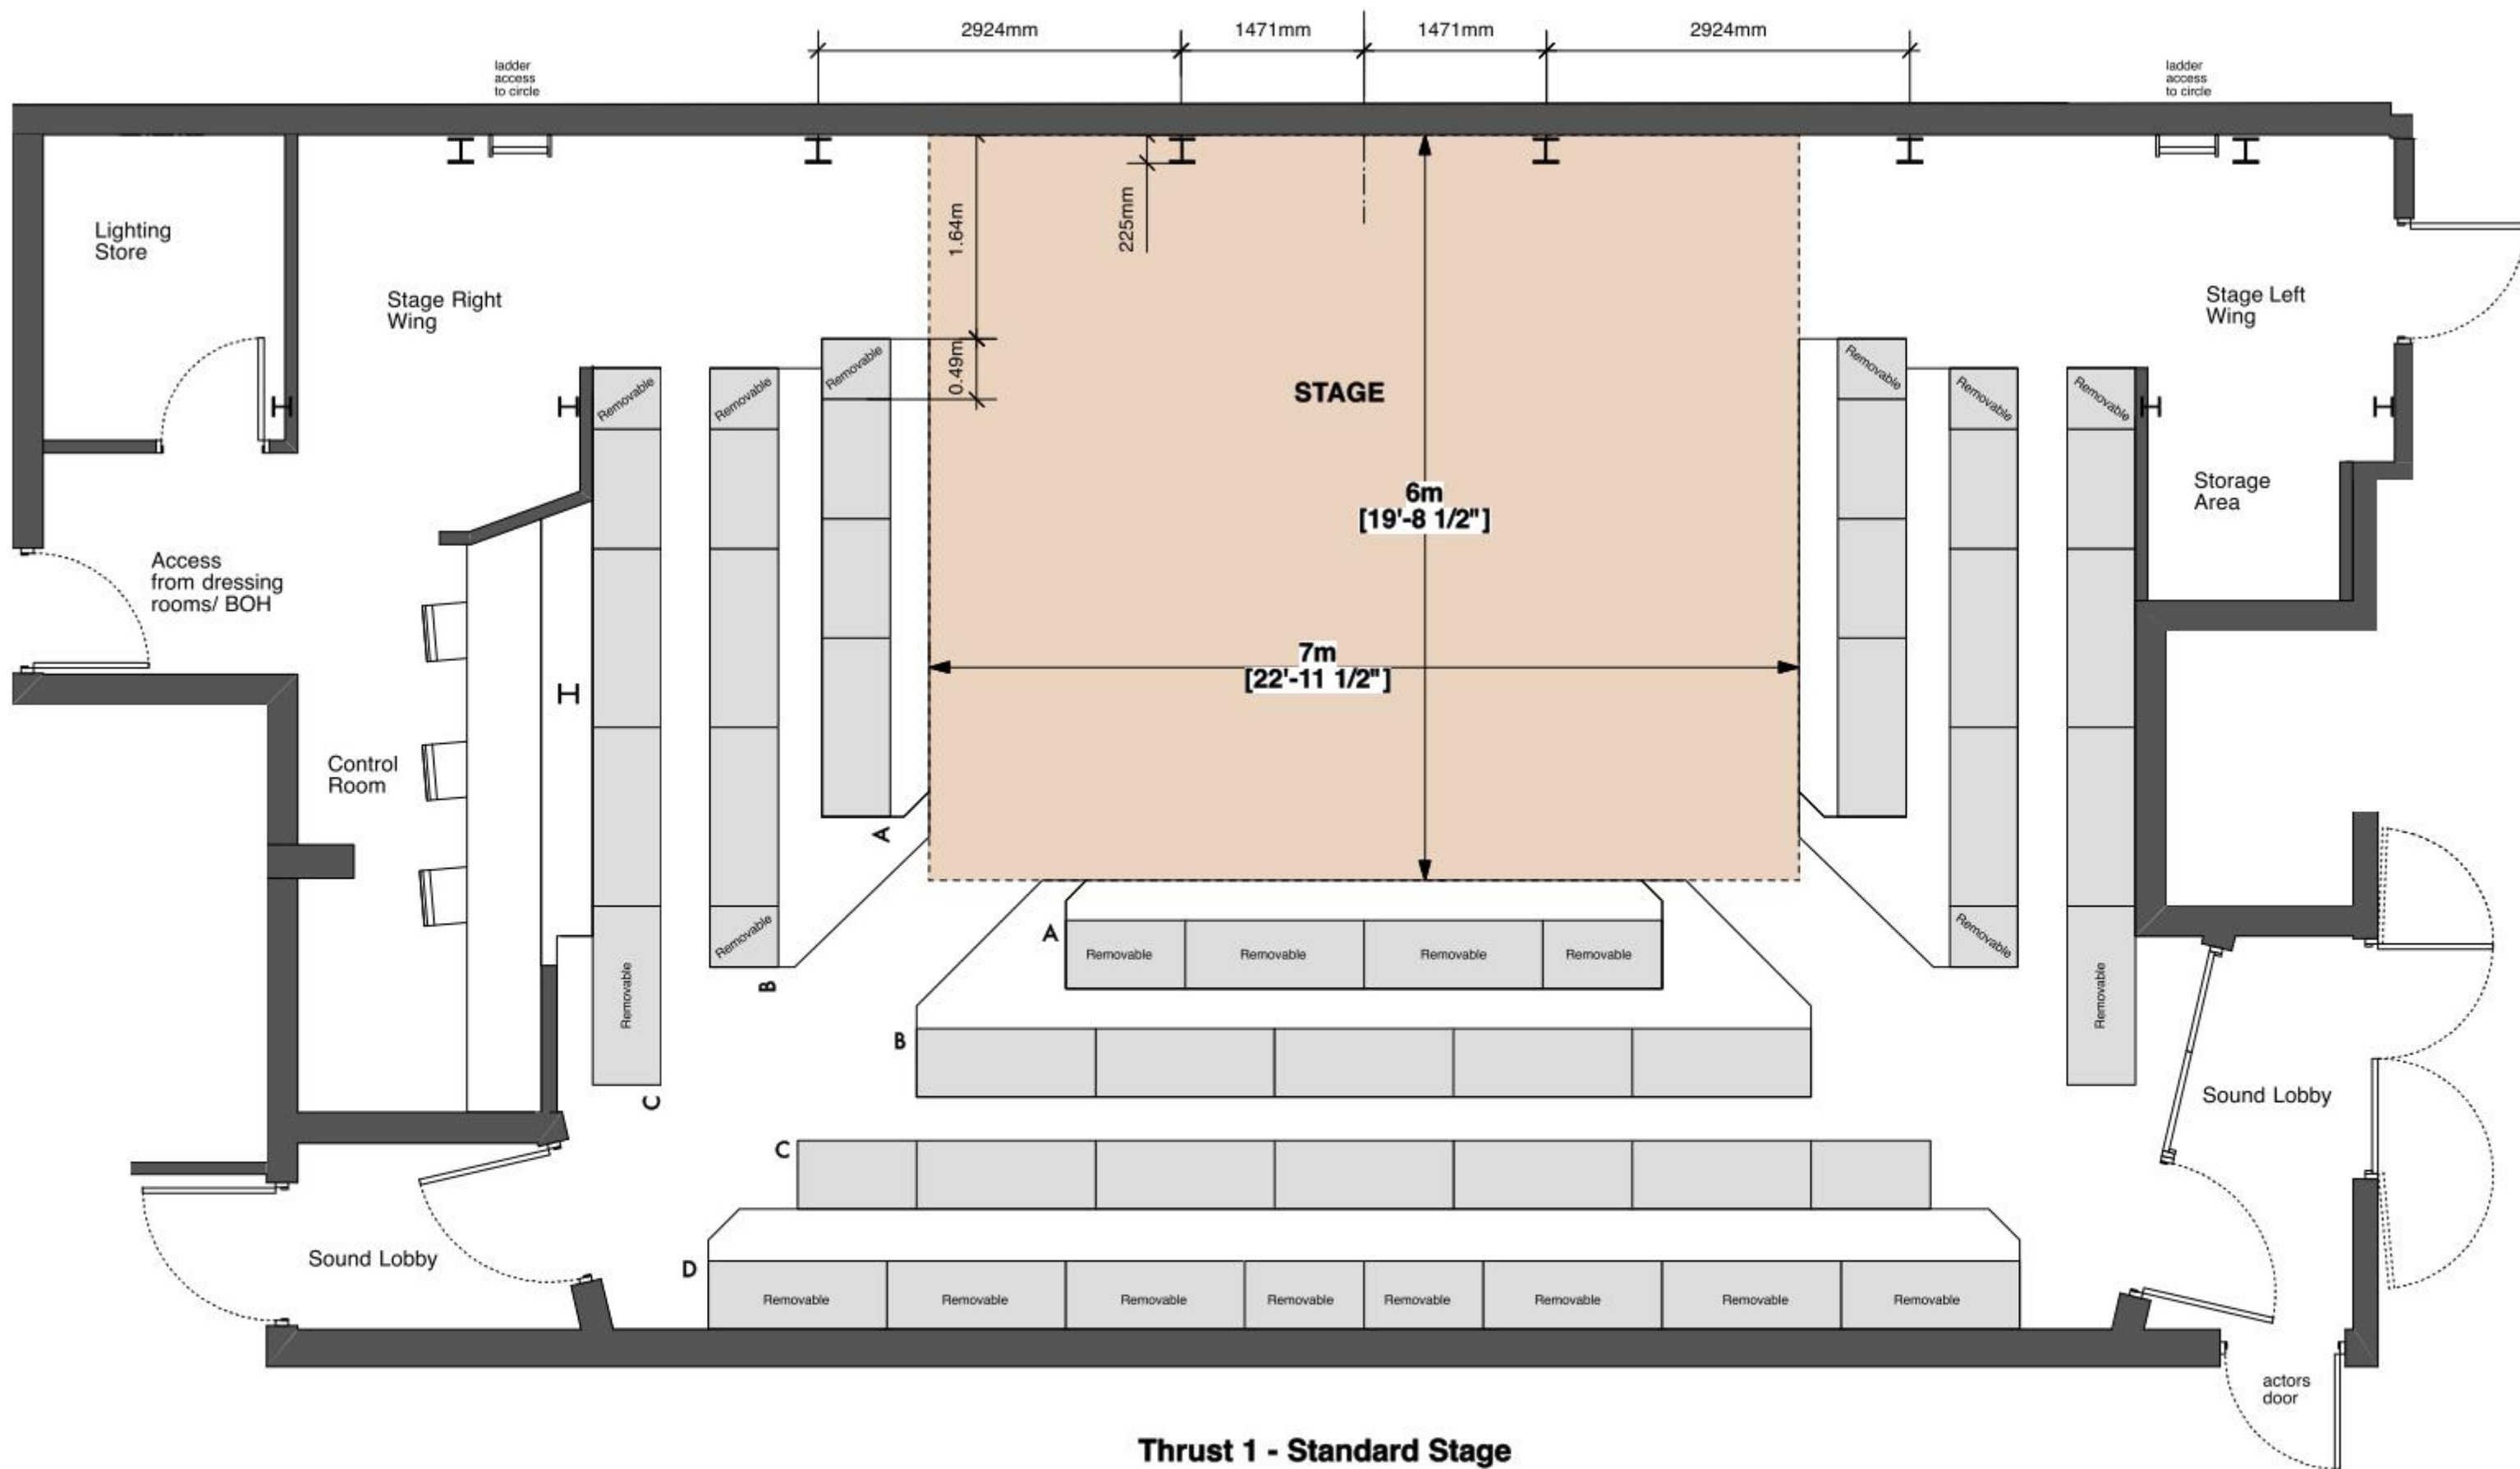 2924mm
1471mm
1471mm
2924mm
ladder
access
to circle
ladder
access
to circle
Lighting
Store
Stage Right
Wing
1.64m
225mm
0.49m
STAGE
Stage Left
Wing
Removable
Removable
Removable
Removable
Removable
Removable
6m
[19'-8 1/2"]
Storage
Area
Access
from dressing
rooms/ BOH
7m
[22'-11 1/2"]
Control
Room
A
Removable
B
Removable
C
A
Removable
Removable
Removable
Removable
Removable
Removable
B
Sound Lobby
C
Sound Lobby
D
Removable
Removable
Removable
Removable
Removable
Removable
Removable
Removable
actors
door
Thrust 1 - Standard Stage